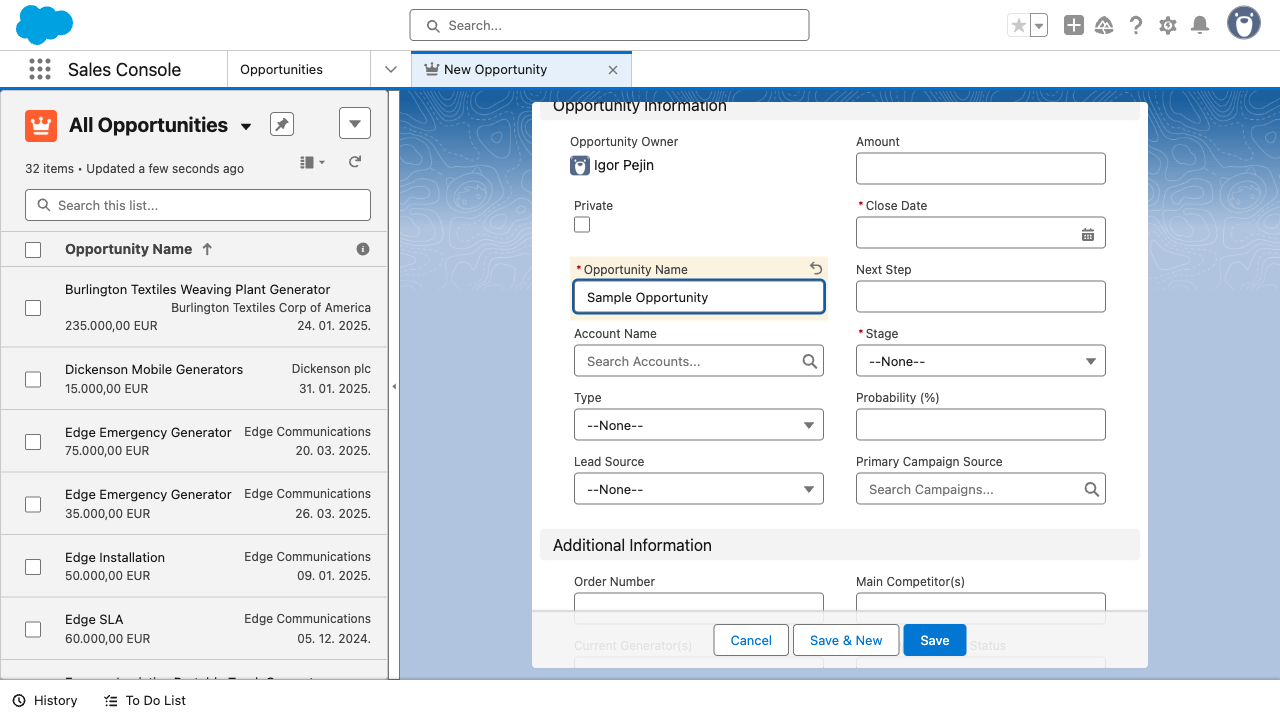 Search...
Sales Console
Opportunities
New Opportunity
All Opportunities
32 items • Updated a few seconds ago
Search this list...
Opportunity Name
Burlington Textiles Weaving Plant Generator
Burlington Textiles Corp of America
235.000,00 EUR 24. 01. 2025.
Dickenson Mobile Generators Dickenson plc
15.000,00 EUR 31. 01. 2025.
Edge Emergency Generator Edge Communications
75.000,00 EUR 20. 03. 2025.
Edge Emergency Generator Edge Communications
35.000,00 EUR 26. 03. 2025.
Edge Installation Edge Communications
50.000,00 EUR 09. 01. 2025.
Edge SLA Edge Communications
60.000,00 EUR 05. 12. 2024.
Opportunity Information
Opportunity Owner
Igor Pejin
Amount
Private
*Close Date
*Opportunity Name
Sample Opportunity
Next Step
Account Name
Search Accounts...
*Stage
--None--
Type
--None--
Probability (%)
Lead Source
--None--
Primary Campaign Source
Search Campaigns...
Additional Information
Order Number
Main Competitor(s)
Current Generator(s)
Status
Cancel
Save & New
Save
History
To Do List